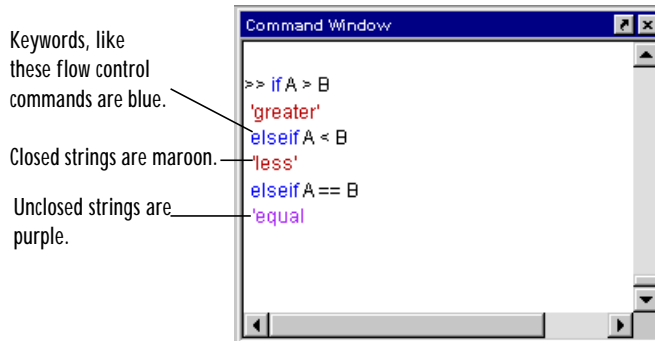 Command Window
Keywords, like
these flow control
commands are blue.
>> if A > B
'greater'
elseif A < B
Closed strings are maroon.
'less'
elseif A == B
Unclosed strings are
purple.
'equal